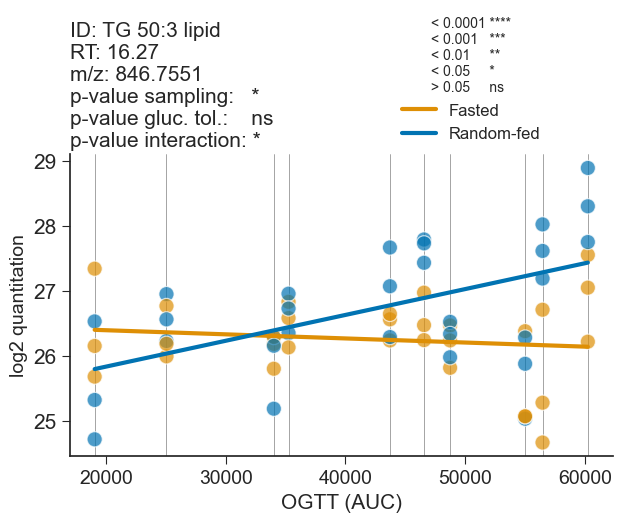 ID: TG 50:3 lipid
RT: 16.27
m/z: 846.7551
p-value sampling: *
p-value gluc. tol.: ns
p-value interaction: *
< 0.0001 ****
< 0.001 ***
< 0.01 **
< 0.05 *
> 0.05 ns
Fasted
Random-fed
29
28
27
26
25
log2 quantitation
20000 30000 40000 50000 60000
OGTT (AUC)